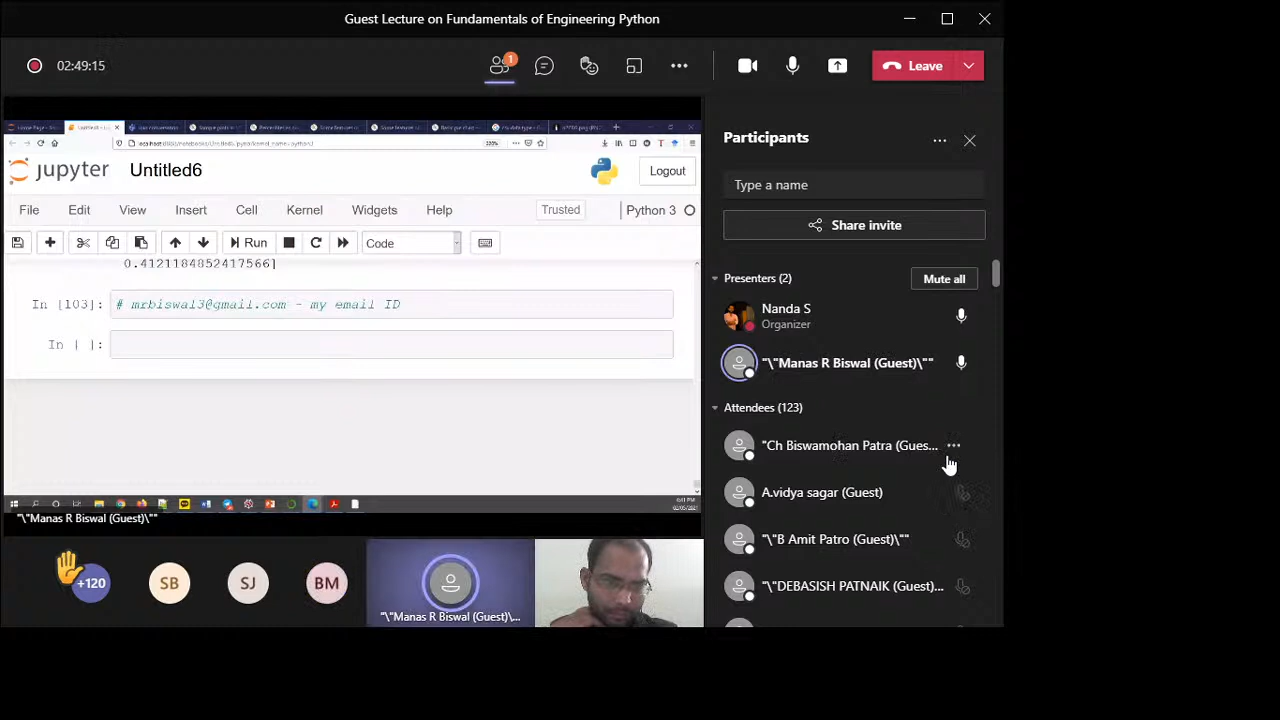 Guest Lecture on Fundamentals of Engineering Python
02:49:15
1
Leave
jupyter Untitled6
Logout
File Edit View Insert Cell Kernel Widgets Help
Trusted
Python 3
Run
Code
0.4121184852417566]
In [103]: # mrbiswal3@gmail.com - my email ID
In [ ]:
"\"Manas R Biswal (Guest)\""
+120
SB
SJ
BM
"\"Manas R Biswal (Guest)\...
Participants
Type a name
Share invite
Presenters (2)
Mute all
Nanda S
Organizer
"\"Manas R Biswal (Guest)\""
Attendees (123)
"Ch Biswamohan Patra (Gues...
A.vidya sagar (Guest)
"\"B Amit Patro (Guest)\""
"\"DEBASISH PATNAIK (Guest)...